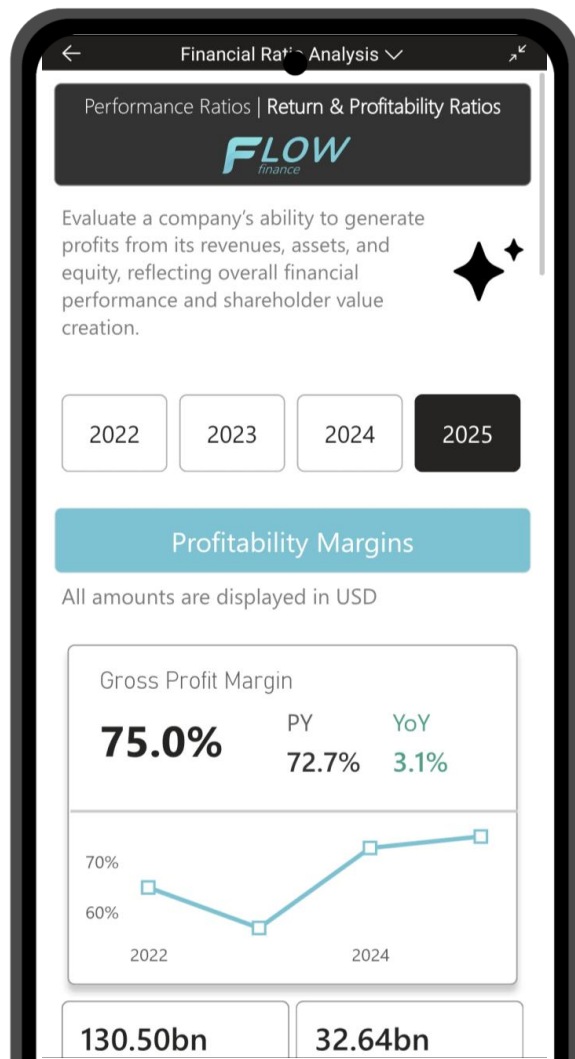 Financial Ratio Analysis
Performance Ratios | Return & Profitability Ratios
FLOW
finance
Evaluate a company’s ability to generate
profits from its revenues, assets, and
equity, reflecting overall financial
performance and shareholder value
creation.
2022 2023 2024 2025
Profitability Margins
All amounts are displayed in USD
Gross Profit Margin
75.0%
PY YoY
72.7% 3.1%
70%
60%
2022 2024
130.50bn 32.64bn